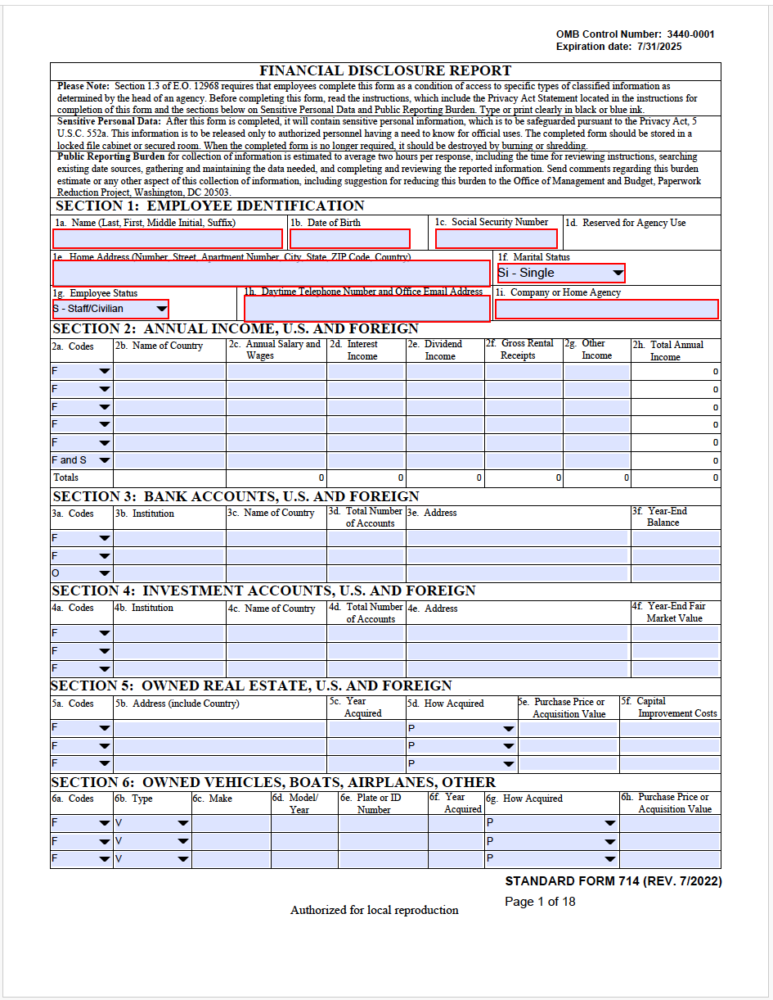 OMB Control Number: 3440-0001
Expiration date: 7/31/2025
FINANCIAL DISCLOSURE REPORT
Please Note: Section 1.3 of E.O. 12968 requires that employees complete this form as a condition of access to specific types of classified information as
determined by the head of an agency. Before completing this form, read the instructions, which include the Privacy Act Statement located in the instructions for
completion of this form and the sections below on Sensitive Personal Data and Public Reporting Burden. Type or print clearly in black or blue ink.
Sensitive Personal Data: After this form is completed, it will contain sensitive personal information, which is to be safeguarded pursuant to the Privacy Act, 5
U.S.C. 552a. This information is to be released only to authorized personnel having a need to know for official uses. The completed form should be stored in a
locked file cabinet or secured room. When the completed form is no longer required, it should be destroyed by burning or shredding.
Public Reporting Burden for collection of information is estimated to average two hours per response, including the time for reviewing instructions, searching
existing date sources, gathering and maintaining the data needed, and completing and reviewing the reported information. Send comments regarding this burden
estimate or any other aspect of this collection of information, including suggestion for reducing this burden to the Office of Management and Budget, Paperwork
Reduction Project, Washington, DC 20503.
SECTION 1: EMPLOYEE IDENTIFICATION
1a. Name (Last, First, Middle Initial, Suffix) 1b. Date of Birth 1c. Social Security Number 1d. Reserved for Agency Use
1e. Home Address (Number, Street, Apartment Number, City, State, ZIP Code, Country) 1f. Marital Status
Si - Single
1g. Employee Status 1h. Daytime Telephone Number and Office Email Address 1i. Company or Home Agency
S - Staff/Civilian
SECTION 2: ANNUAL INCOME, U.S. AND FOREIGN
2a. Codes 2b. Name of Country 2c. Annual Salary and Wages 2d. Interest Income 2e. Dividend Income 2f. Gross Rental Receipts 2g. Other Income 2h. Total Annual Income
F 0
F 0
F 0
F 0
F 0
F and S 0
Totals 0 0 0 0 0 0
SECTION 3: BANK ACCOUNTS, U.S. AND FOREIGN
3a. Codes 3b. Institution 3c. Name of Country 3d. Total Number of Accounts 3e. Address 3f. Year-End Balance
F
F
O
SECTION 4: INVESTMENT ACCOUNTS, U.S. AND FOREIGN
4a. Codes 4b. Institution 4c. Name of Country 4d. Total Number of Accounts 4e. Address 4f. Year-End Fair Market Value
F
F
F
SECTION 5: OWNED REAL ESTATE, U.S. AND FOREIGN
5a. Codes 5b. Address (include Country) 5c. Year Acquired 5d. How Acquired 5e. Purchase Price or Acquisition Value 5f. Capital Improvement Costs
F P
F P
F P
SECTION 6: OWNED VEHICLES, BOATS, AIRPLANES, OTHER
6a. Codes 6b. Type 6c. Make 6d. Model/ Year 6e. Plate or ID Number 6f. Year Acquired 6g. How Acquired 6h. Purchase Price or Acquisition Value
F V P
F V P
F V P
STANDARD FORM 714 (REV. 7/2022)
Page 1 of 18
Authorized for local reproduction